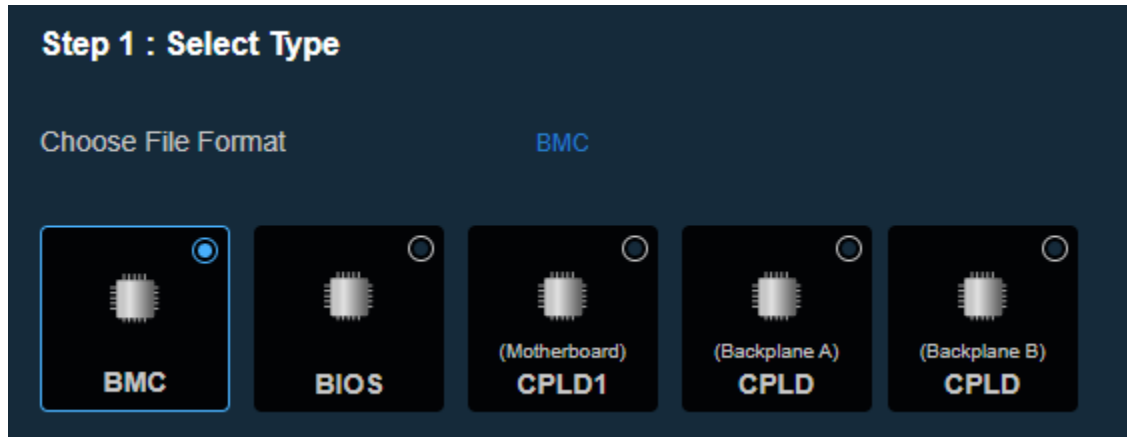 Step 1 : Select Type
Choose File Format
BMC
BMC
BIOS
(Motherboard)
CPLD1
(Backplane A)
CPLD
(Backplane B)
CPLD